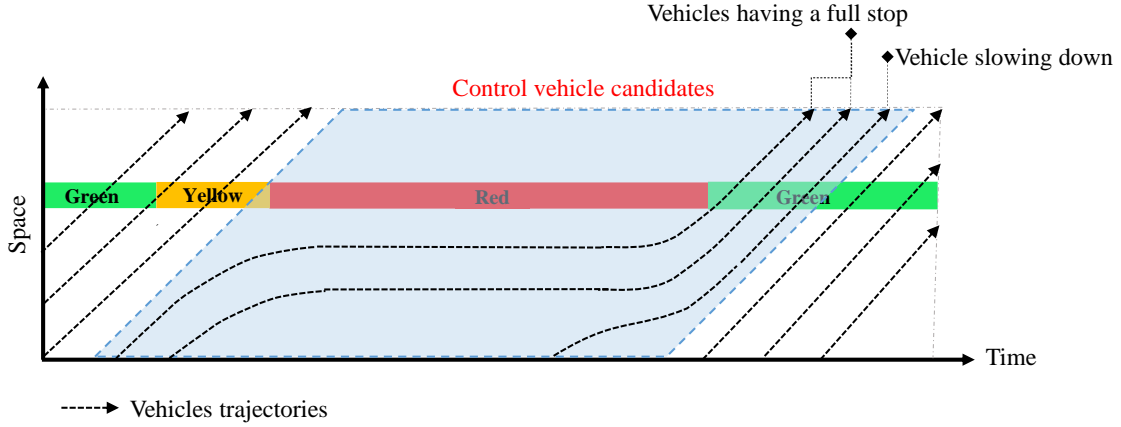 Vehicles having a full stop
Vehicle slowing down
Control vehicle candidates
Green
Yellow
Red
Green
Space
Time
Vehicles trajectories